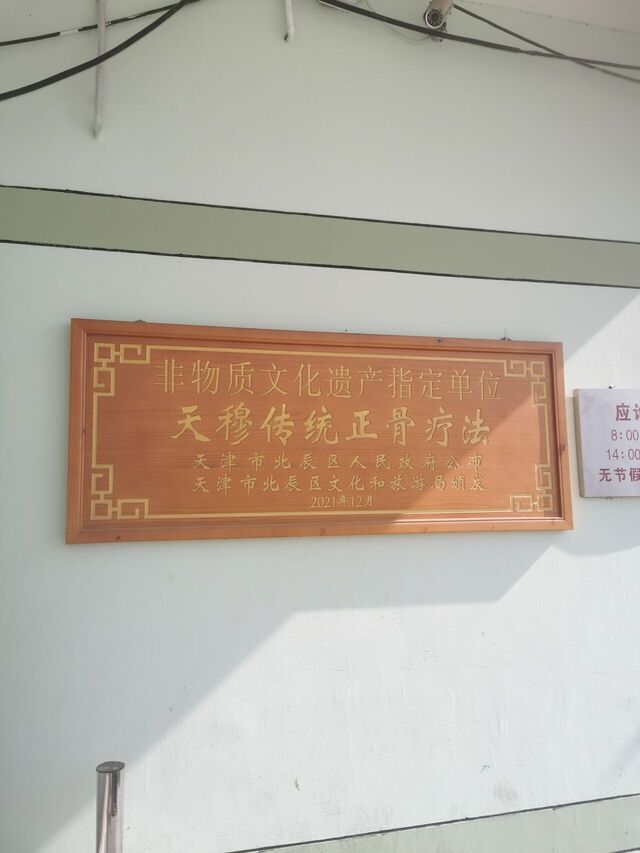 非物质文化遗产指定单位
天穆传统正骨疗法
天津市北辰区人民政府公布
天津市北辰区文化和旅游局颁发
2021年12月
应诊
8:00
14:00
无节假